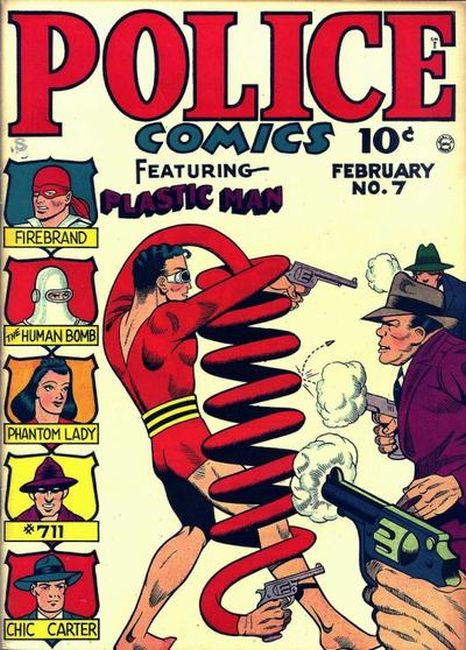 POLICE
COMICS 10¢
FEATURING
PLASTIC MAN
FEBRUARY
NO. 7
FIREBRAND
THE HUMAN BOMB
PHANTOM LADY
#711
CHIC CARTER